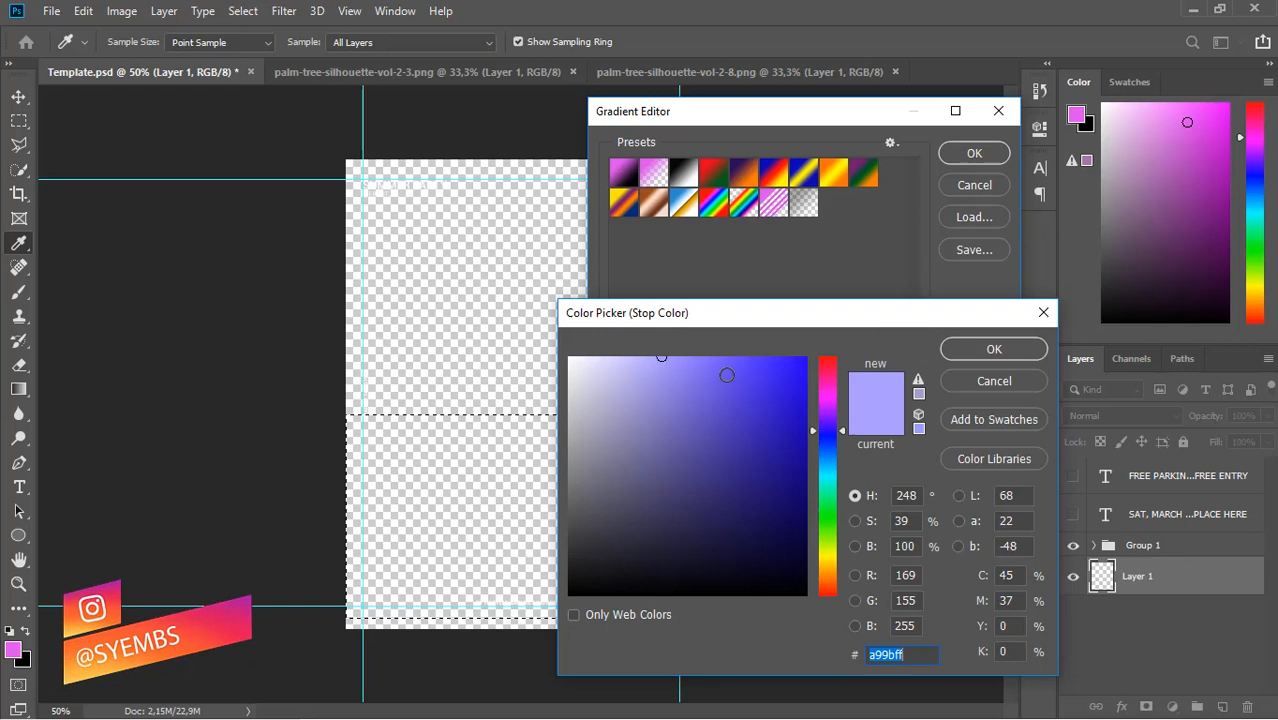 Ps File Edit Image Layer Type Select Filter 3D View Window Help
Sample Size: Point Sample Sample: All Layers Show Sampling Ring
Template.psd @ 50% (Layer 1, RGB/8) * palm-tree-silhouette-vol-2-3.png @ 33,3% (Layer 1, RGB/8) palm-tree-silhouette-vol-2-8.png @ 33,3% (Layer 1, RGB/8)
Color Swatches
Gradient Editor
Presets
OK
Cancel
Load...
Save...
Color Picker (Stop Color)
new
current
OK
Cancel
Add to Swatches
Color Libraries
H: 248 ° L: 68
S: 39 % a: 22
B: 100 % b: -48
R: 169 C: 45 %
G: 155 M: 37 %
B: 255 Y: 0 %
# a99bff K: 0 %
Only Web Colors
Layers Channels Paths
Kind
Normal Opacity: 100%
Lock: Fill: 100%
FREE PARKIN...FREE ENTRY
SAT, MARCH ...PLACE HERE
Group 1
Layer 1
@SYEMBS
50% Doc: 2,15M/22,9M